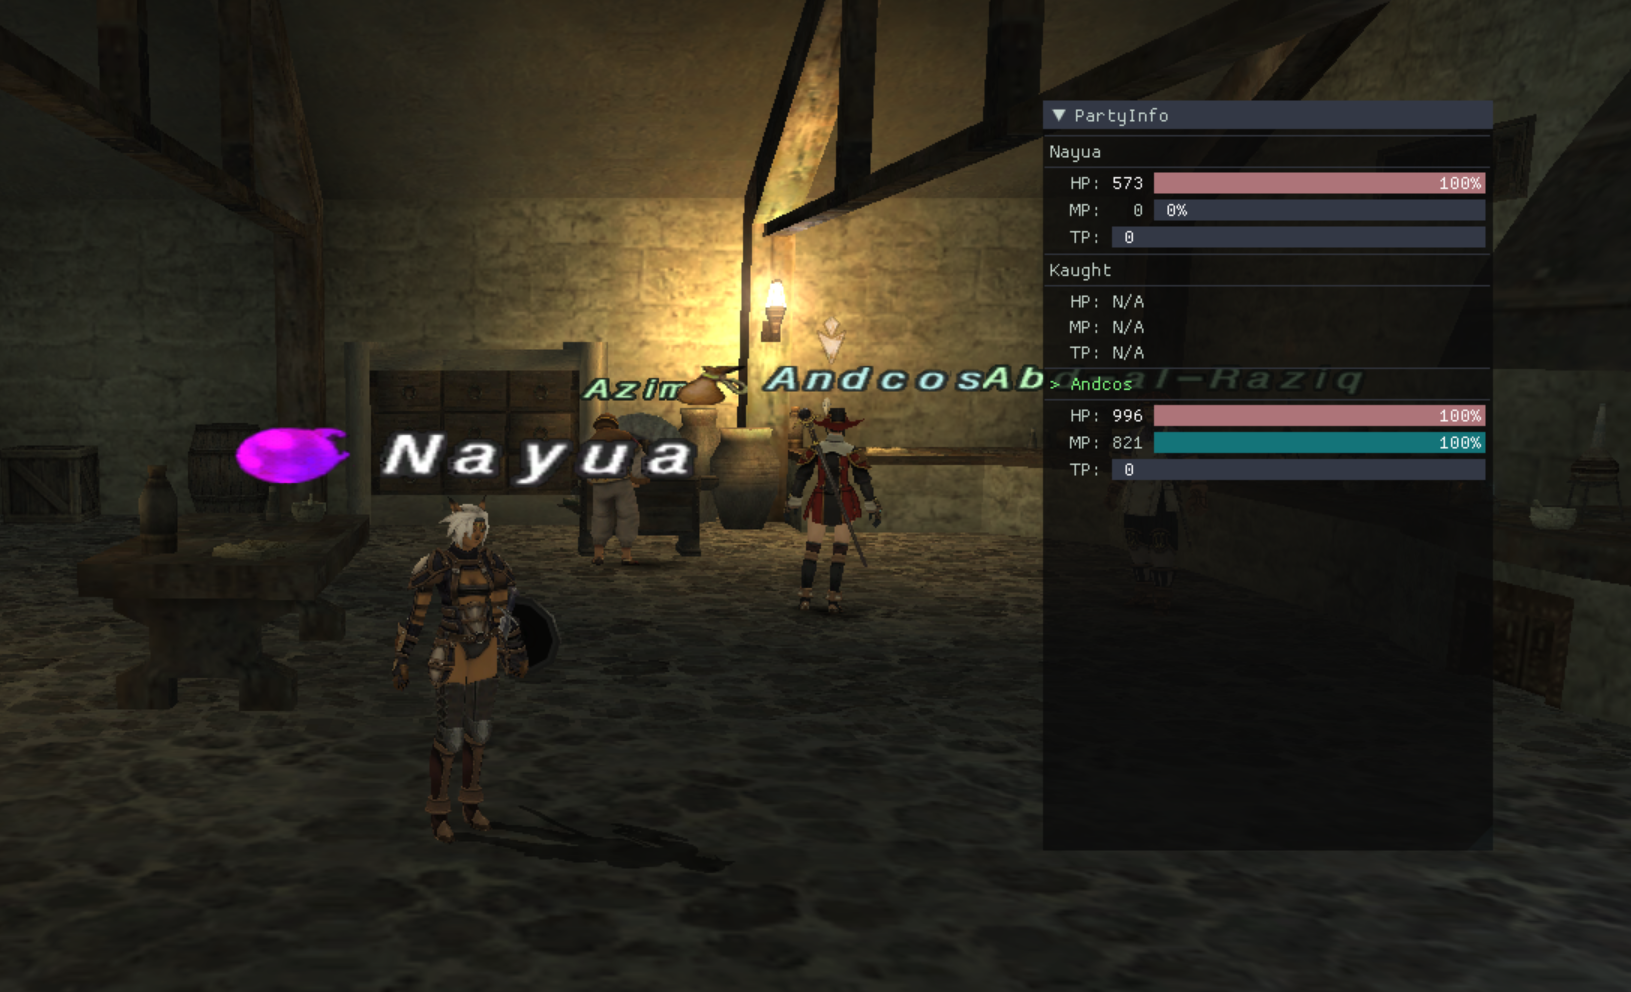 ▼ PartyInfo
Nayua
HP: 573 100%
MP: 0 0%
TP: 0
Kaught
HP: N/A
MP: N/A
TP: N/A
> Andcos
HP: 996 100%
MP: 821 100%
TP: 0
Azim
Andcos
Nayua